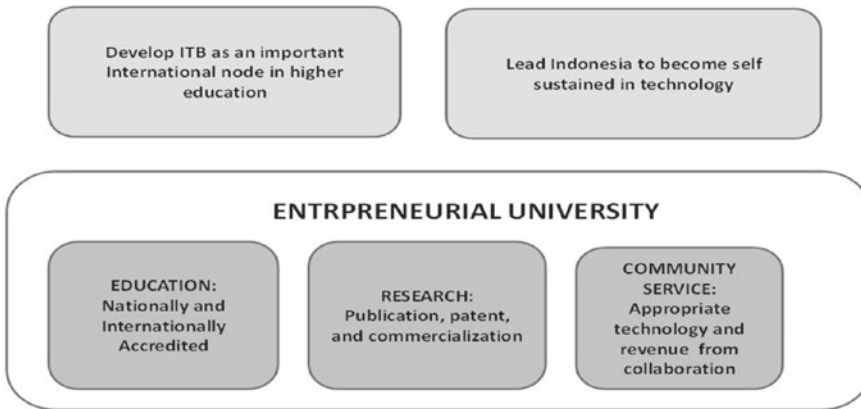 Develop ITB as an important
International node in higher
education
Lead Indonesia to become self
sustained in technology
ENTRPRENEURIAL UNIVERSITY
EDUCATION:
Nationally and
Internationally
Accredited
RESEARCH:
Publication, patent,
and commercialization
COMMUNITY
SERVICE:
Appropriate
technology and
revenue from
collaboration